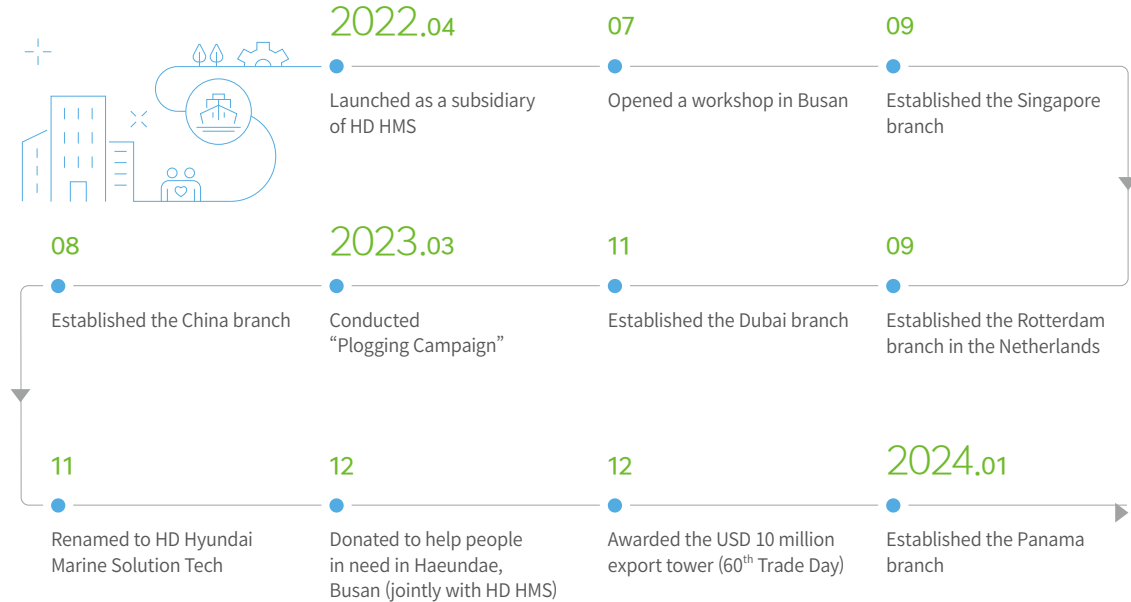 2022.04
Launched as a subsidiary
of HD HMS
07
Opened a workshop in Busan
09
Established the Singapore
branch
09
Established the Rotterdam
branch in the Netherlands
11
Established the Dubai branch
2023.03
Conducted
“Plogging Campaign”
08
Established the China branch
11
Renamed to HD Hyundai
Marine Solution Tech
12
Donated to help people
in need in Haeundae,
Busan (jointly with HD HMS)
12
Awarded the USD 10 million
export tower (60th Trade Day)
2024.01
Established the Panama
branch